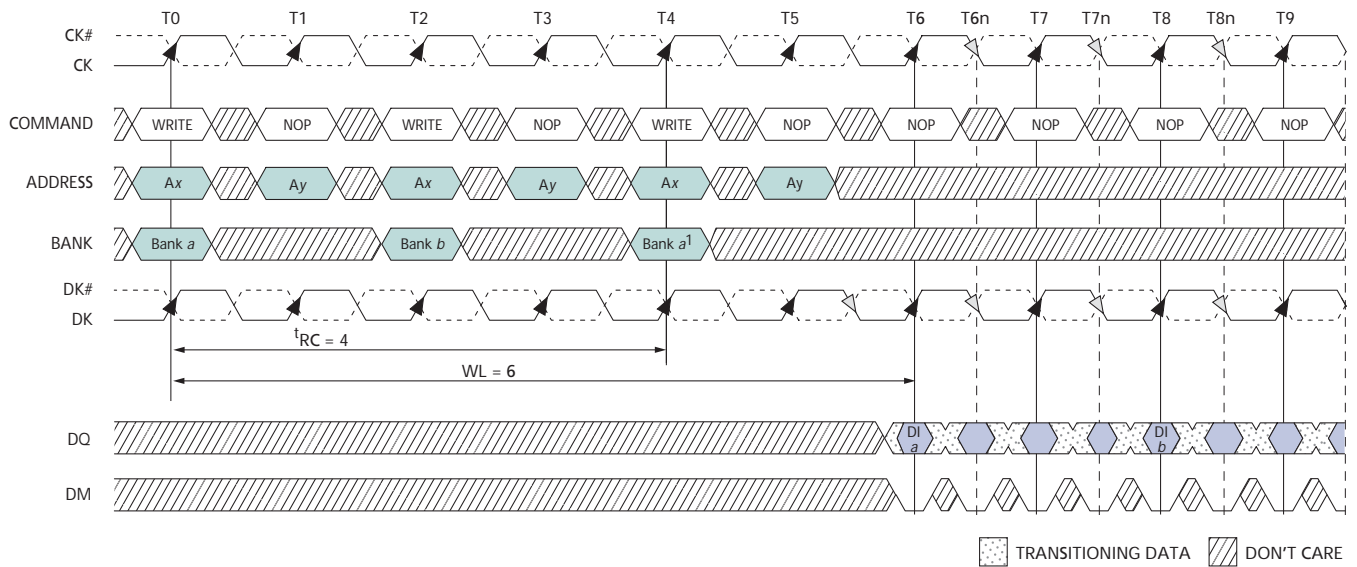 T0 T1 T2 T3 T4 T5 T6 T6n T7 T7n T8 T8n T9
CK#
CK
COMMAND WRITE NOP WRITE NOP WRITE NOP NOP NOP NOP NOP
ADDRESS Ax Ay Ax Ay Ax Ay
BANK Bank a Bank b Bank a¹
DK#
DK
tRC = 4
WL = 6
DQ DI a DI b
DM
TRANSITIONING DATA DON'T CARE